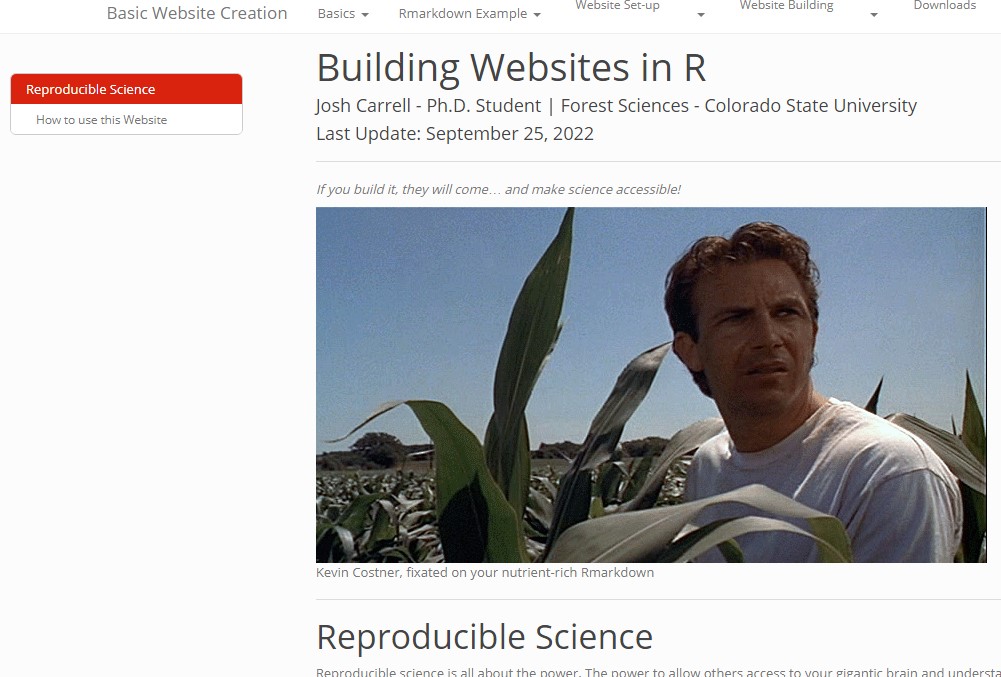 Basic Website Creation
Basics
Rmarkdown Example
Website Set-up
Website Building
Downloads
Reproducible Science
How to use this Website
Building Websites in R
Josh Carrell - Ph.D. Student | Forest Sciences - Colorado State University
Last Update: September 25, 2022
If you build it, they will come… and make science accessible!
Kevin Costner, fixated on your nutrient-rich Rmarkdown
Reproducible Science
Reproducible science is all about the power. The power to allow others access to your gigantic brain and